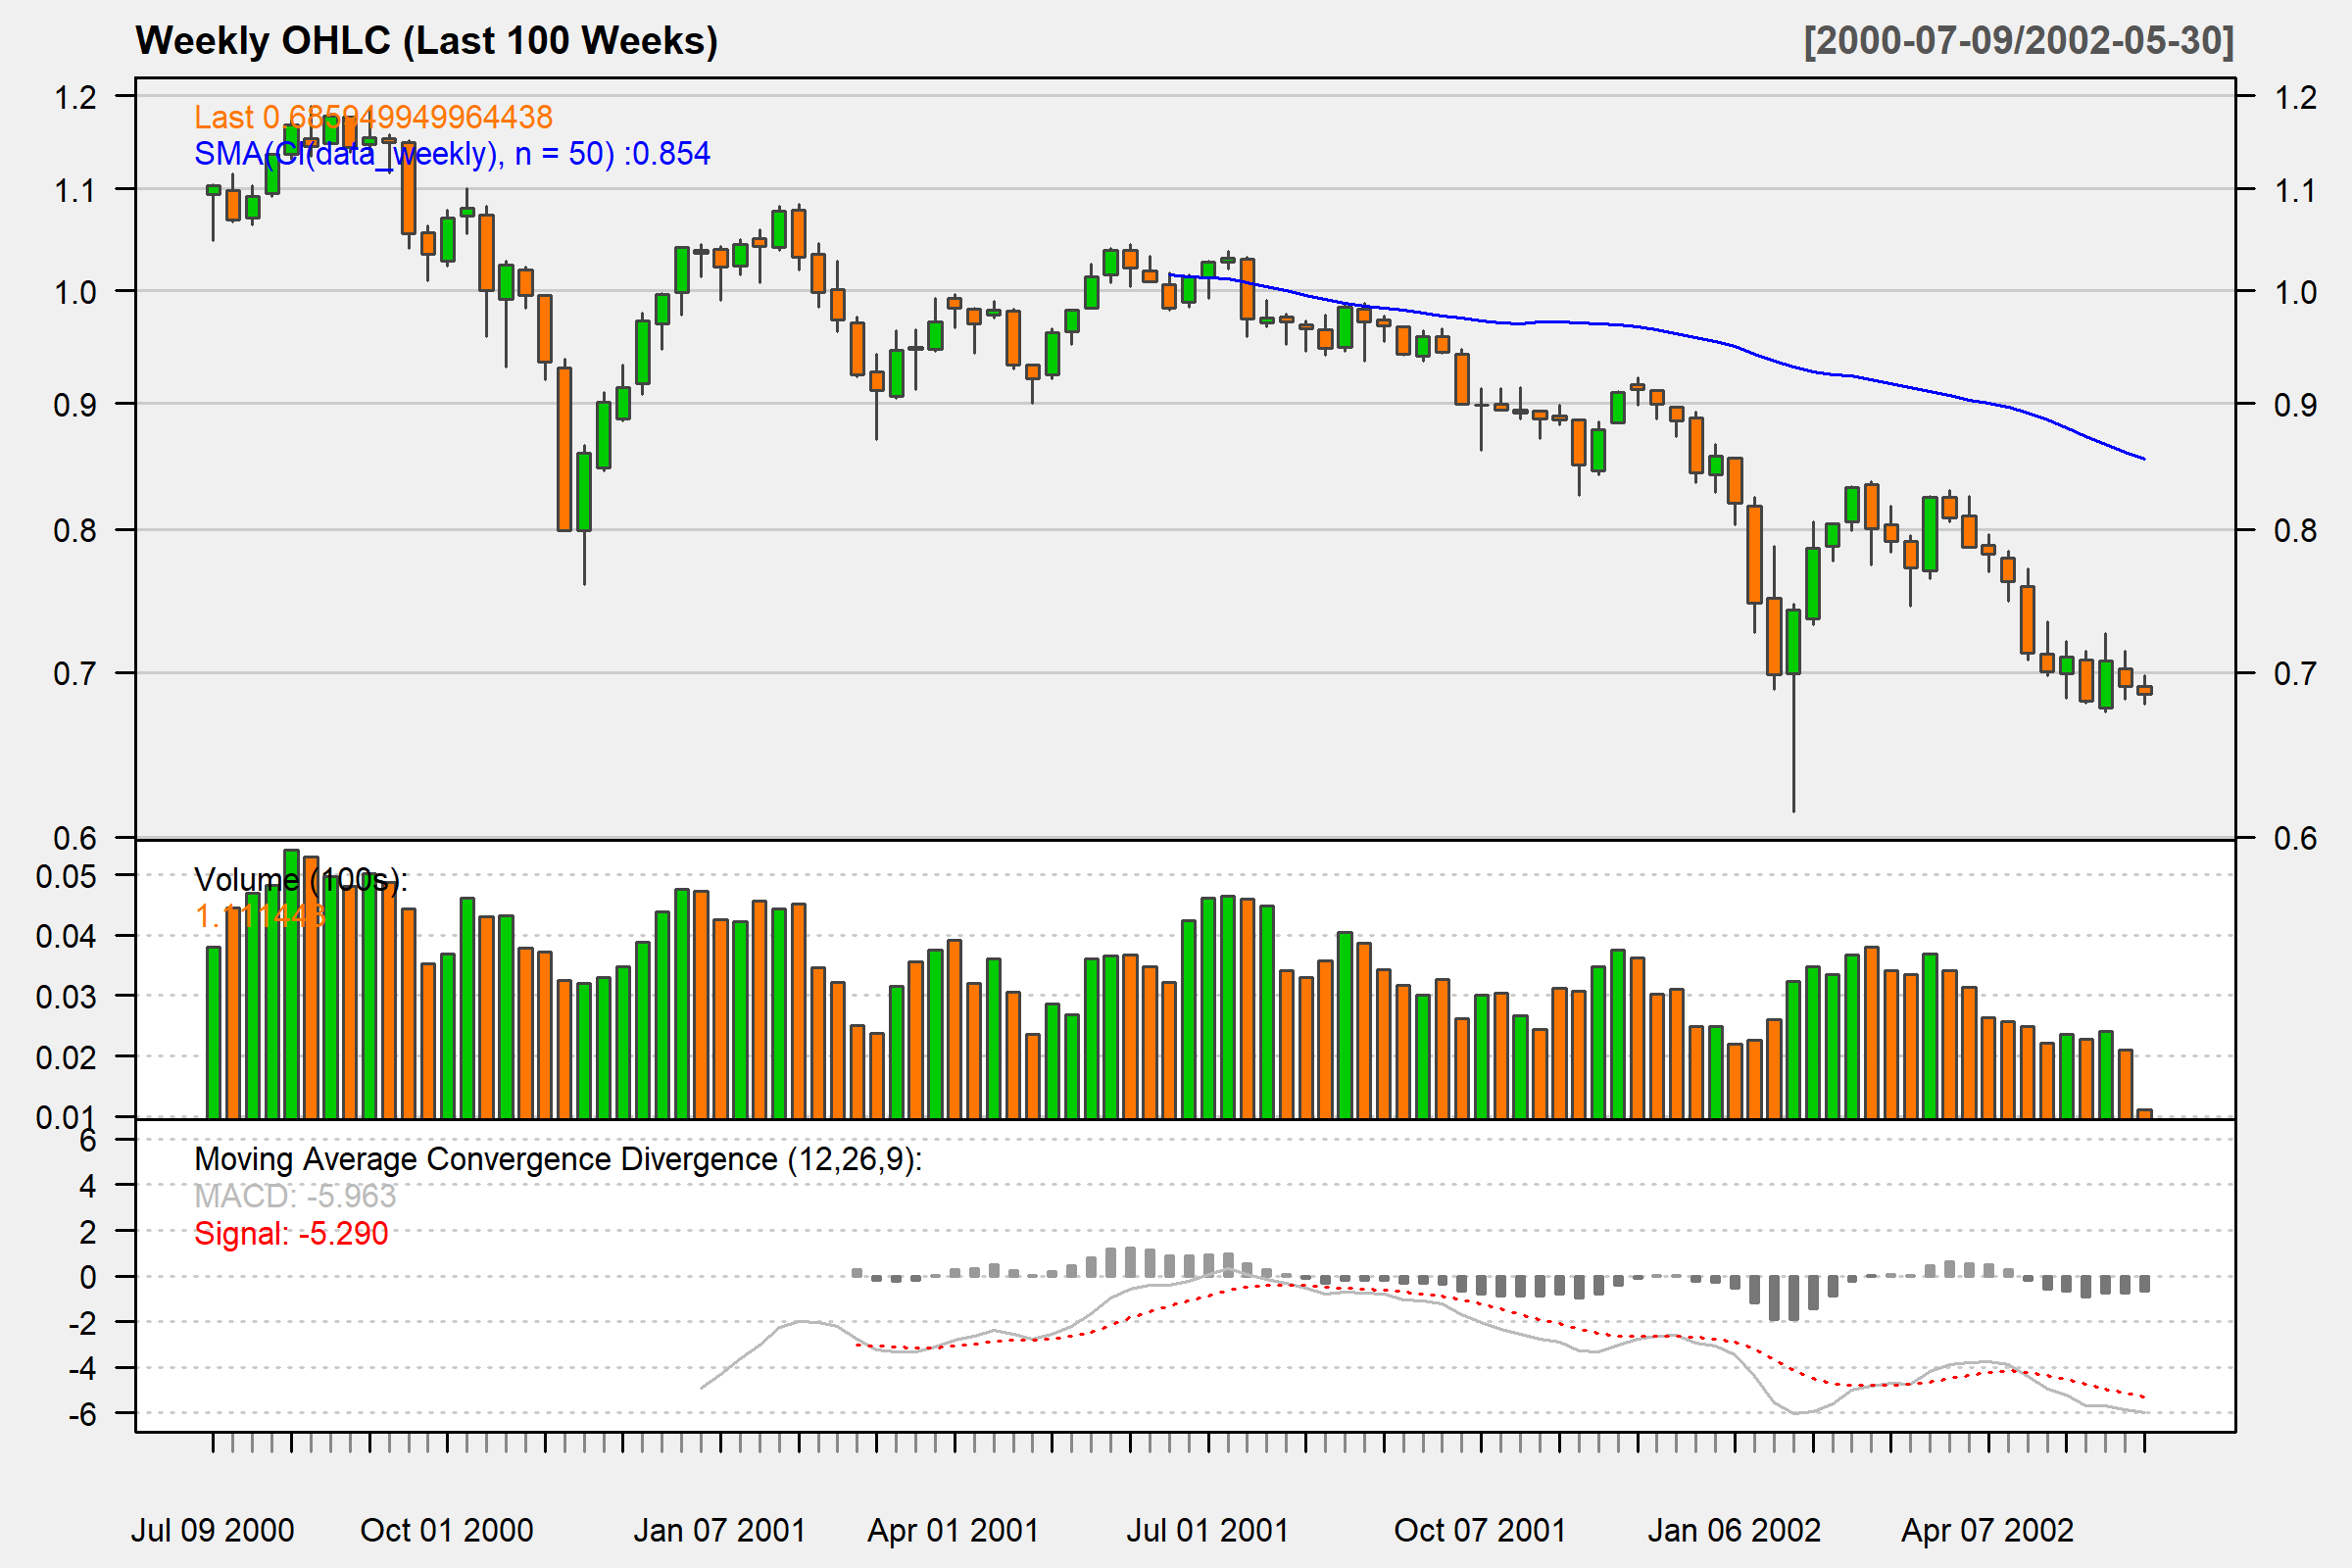 Weekly OHLC (Last 100 Weeks)
[2000-07-09/2002-05-30]
Last 0.685949949964438
SMA(Cl(data_weekly), n = 50) :0.854
1.2 1.2
1.1 1.1
1.0 1.0
0.9 0.9
0.8 0.8
0.7 0.7
0.6 0.6
Volume (100s):
1.111448
0.05
0.04
0.03
0.02
0.01
Moving Average Convergence Divergence (12,26,9):
MACD: -5.963
Signal: -5.290
6
4
2
0
-2
-4
-6
Jul 09 2000 Oct 01 2000 Jan 07 2001 Apr 01 2001 Jul 01 2001 Oct 07 2001 Jan 06 2002 Apr 07 2002